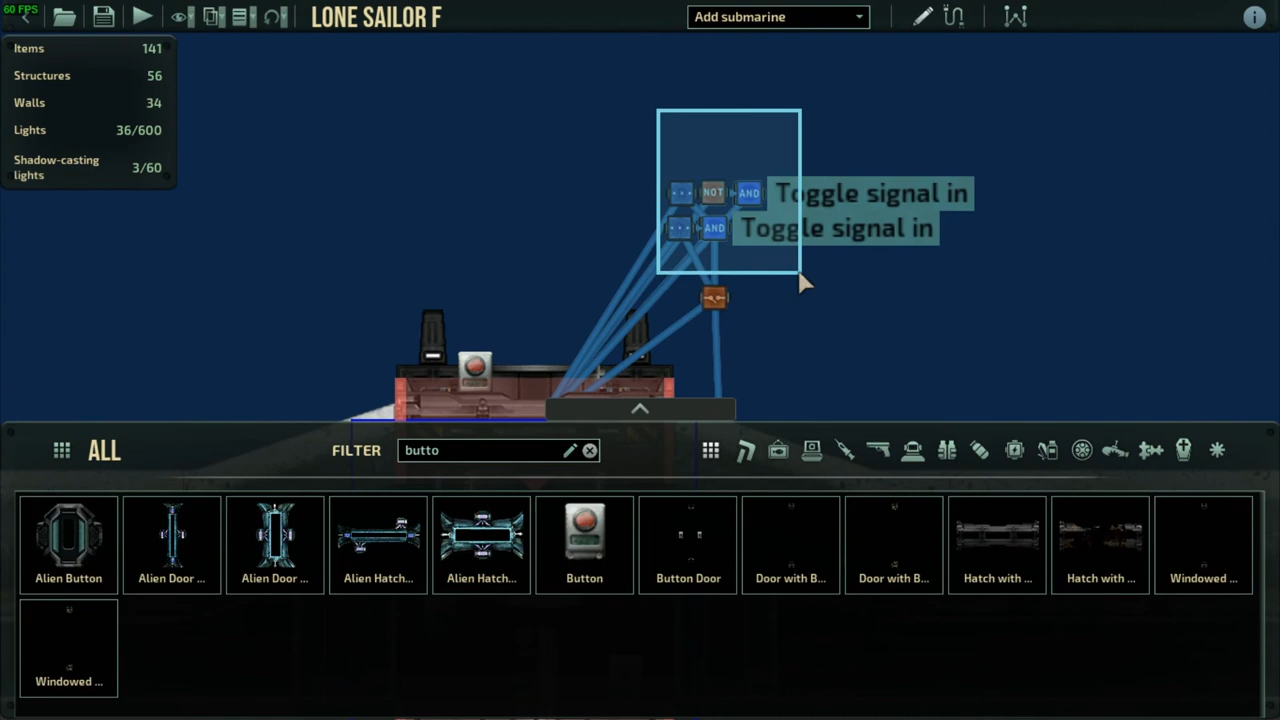 60 FPS
LONE SAILOR F
Add submarine
Items 141
Structures 56
Walls 34
Lights 36/600
Shadow-casting
lights 3/60
NOT AND Toggle signal in
AND Toggle signal in
ALL FILTER butto
Alien Button Alien Door ... Alien Door ... Alien Hatch... Alien Hatch... Button Button Door Door with B... Door with B... Hatch with ... Hatch with ... Windowed ...
Windowed ...